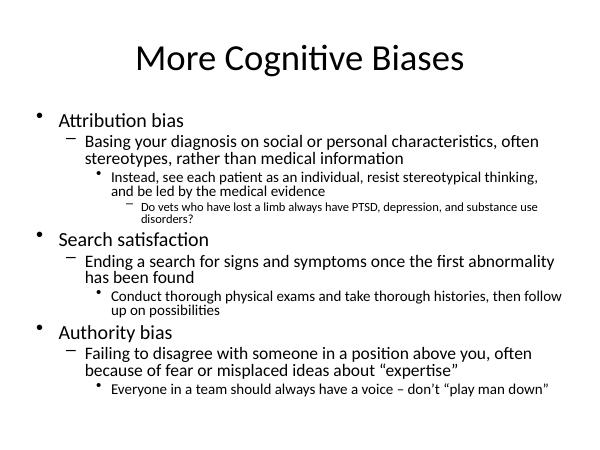 More Cognitive Biases
• Attribution bias
– Basing your diagnosis on social or personal characteristics, often
stereotypes, rather than medical information
• Instead, see each patient as an individual, resist stereotypical thinking,
and be led by the medical evidence
– Do vets who have lost a limb always have PTSD, depression, and substance use
disorders?
• Search satisfaction
– Ending a search for signs and symptoms once the first abnormality
has been found
• Conduct thorough physical exams and take thorough histories, then follow
up on possibilities
• Authority bias
– Failing to disagree with someone in a position above you, often
because of fear or misplaced ideas about “expertise”
• Everyone in a team should always have a voice – don’t “play man down”